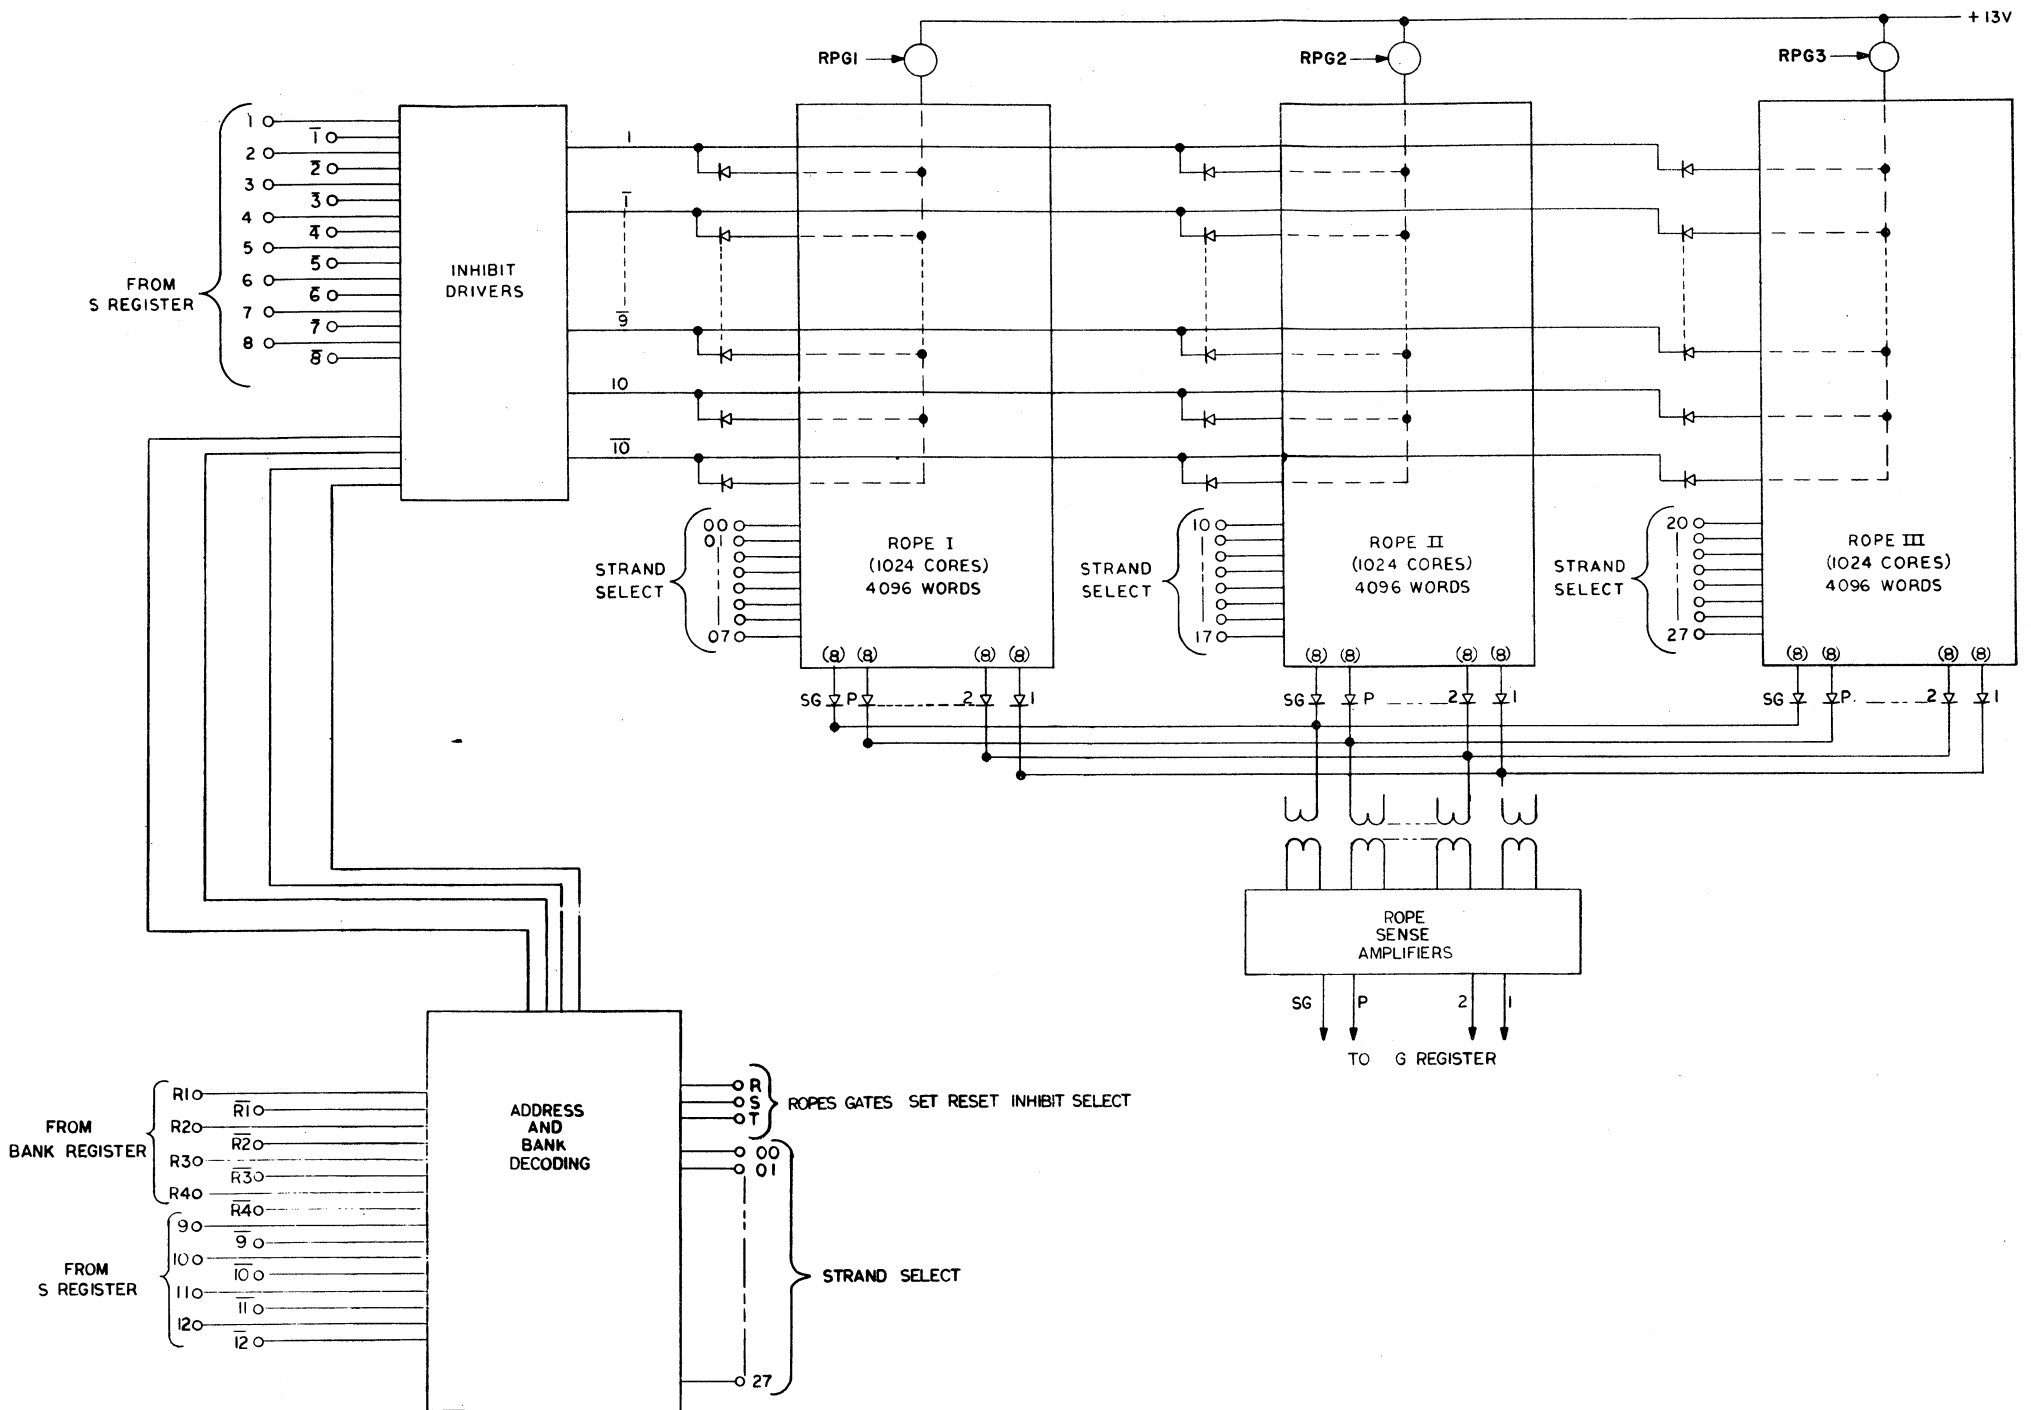 +13V
RPG1
RPG2
RPG3
1
1̅
2
2̅
3
3̅
4
4̅
5
5̅
6
6̅
7
7̅
8
8̅
FROM
S REGISTER
INHIBIT
DRIVERS
1
1̅
9̅
10
1̅0̅
STRAND
SELECT
00
0
07
ROPE I
(1024 CORES)
4096 WORDS
STRAND
SELECT
10
17
ROPE II
(1024 CORES)
4096 WORDS
STRAND
SELECT
20
27
ROPE III
(1024 CORES)
4096 WORDS
(8) (8) (8) (8)
(8) (8) (8) (8)
(8) (8) (8) (8)
SG P 2 1
SG P 2 1
SG P 2 1
ROPE
SENSE
AMPLIFIERS
SG P 2 1
TO G REGISTER
FROM
BANK REGISTER
R1
R̅1̅
R2
R̅2̅
R3
R̅3̅
R4
R̅4̅
FROM
S REGISTER
9
9̅
10
1̅0̅
11
1̅1̅
12
1̅2̅
ADDRESS
AND
BANK
DECODING
R
S
T
ROPES GATES SET RESET INHIBIT SELECT
00
01
27
STRAND SELECT